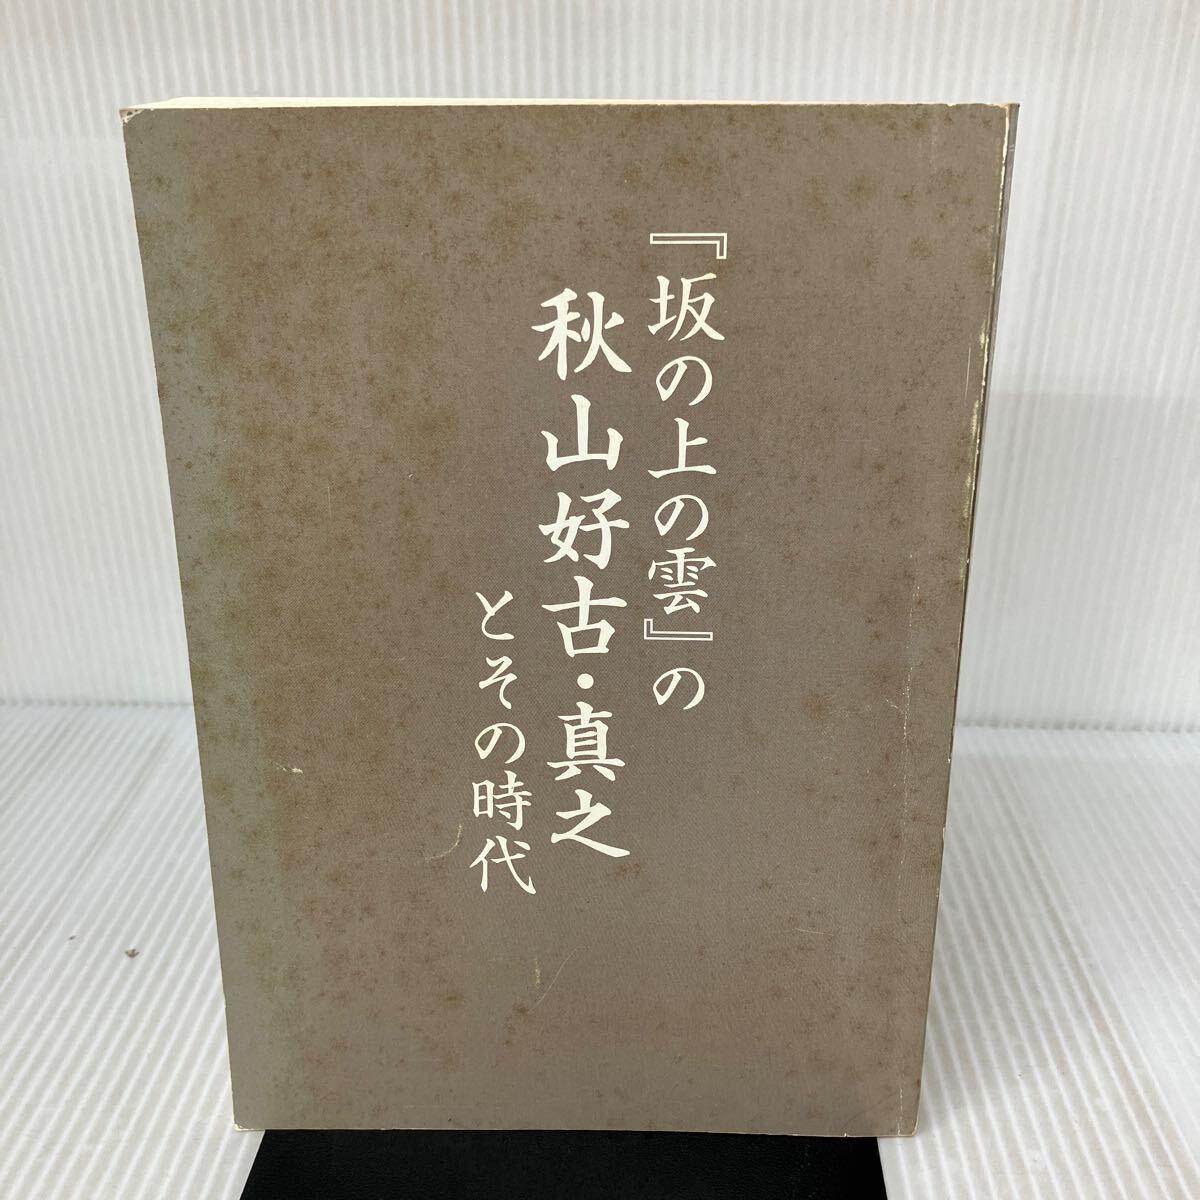 『坂の上の雲』の
秋山好古・真之
とその時代